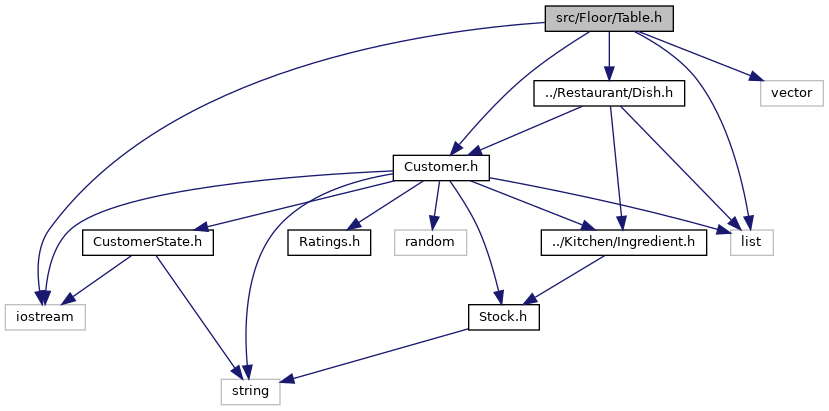 src/Floor/Table.h
../Restaurant/Dish.h
vector
Customer.h
CustomerState.h
Ratings.h
random
../Kitchen/Ingredient.h
list
iostream
Stock.h
string